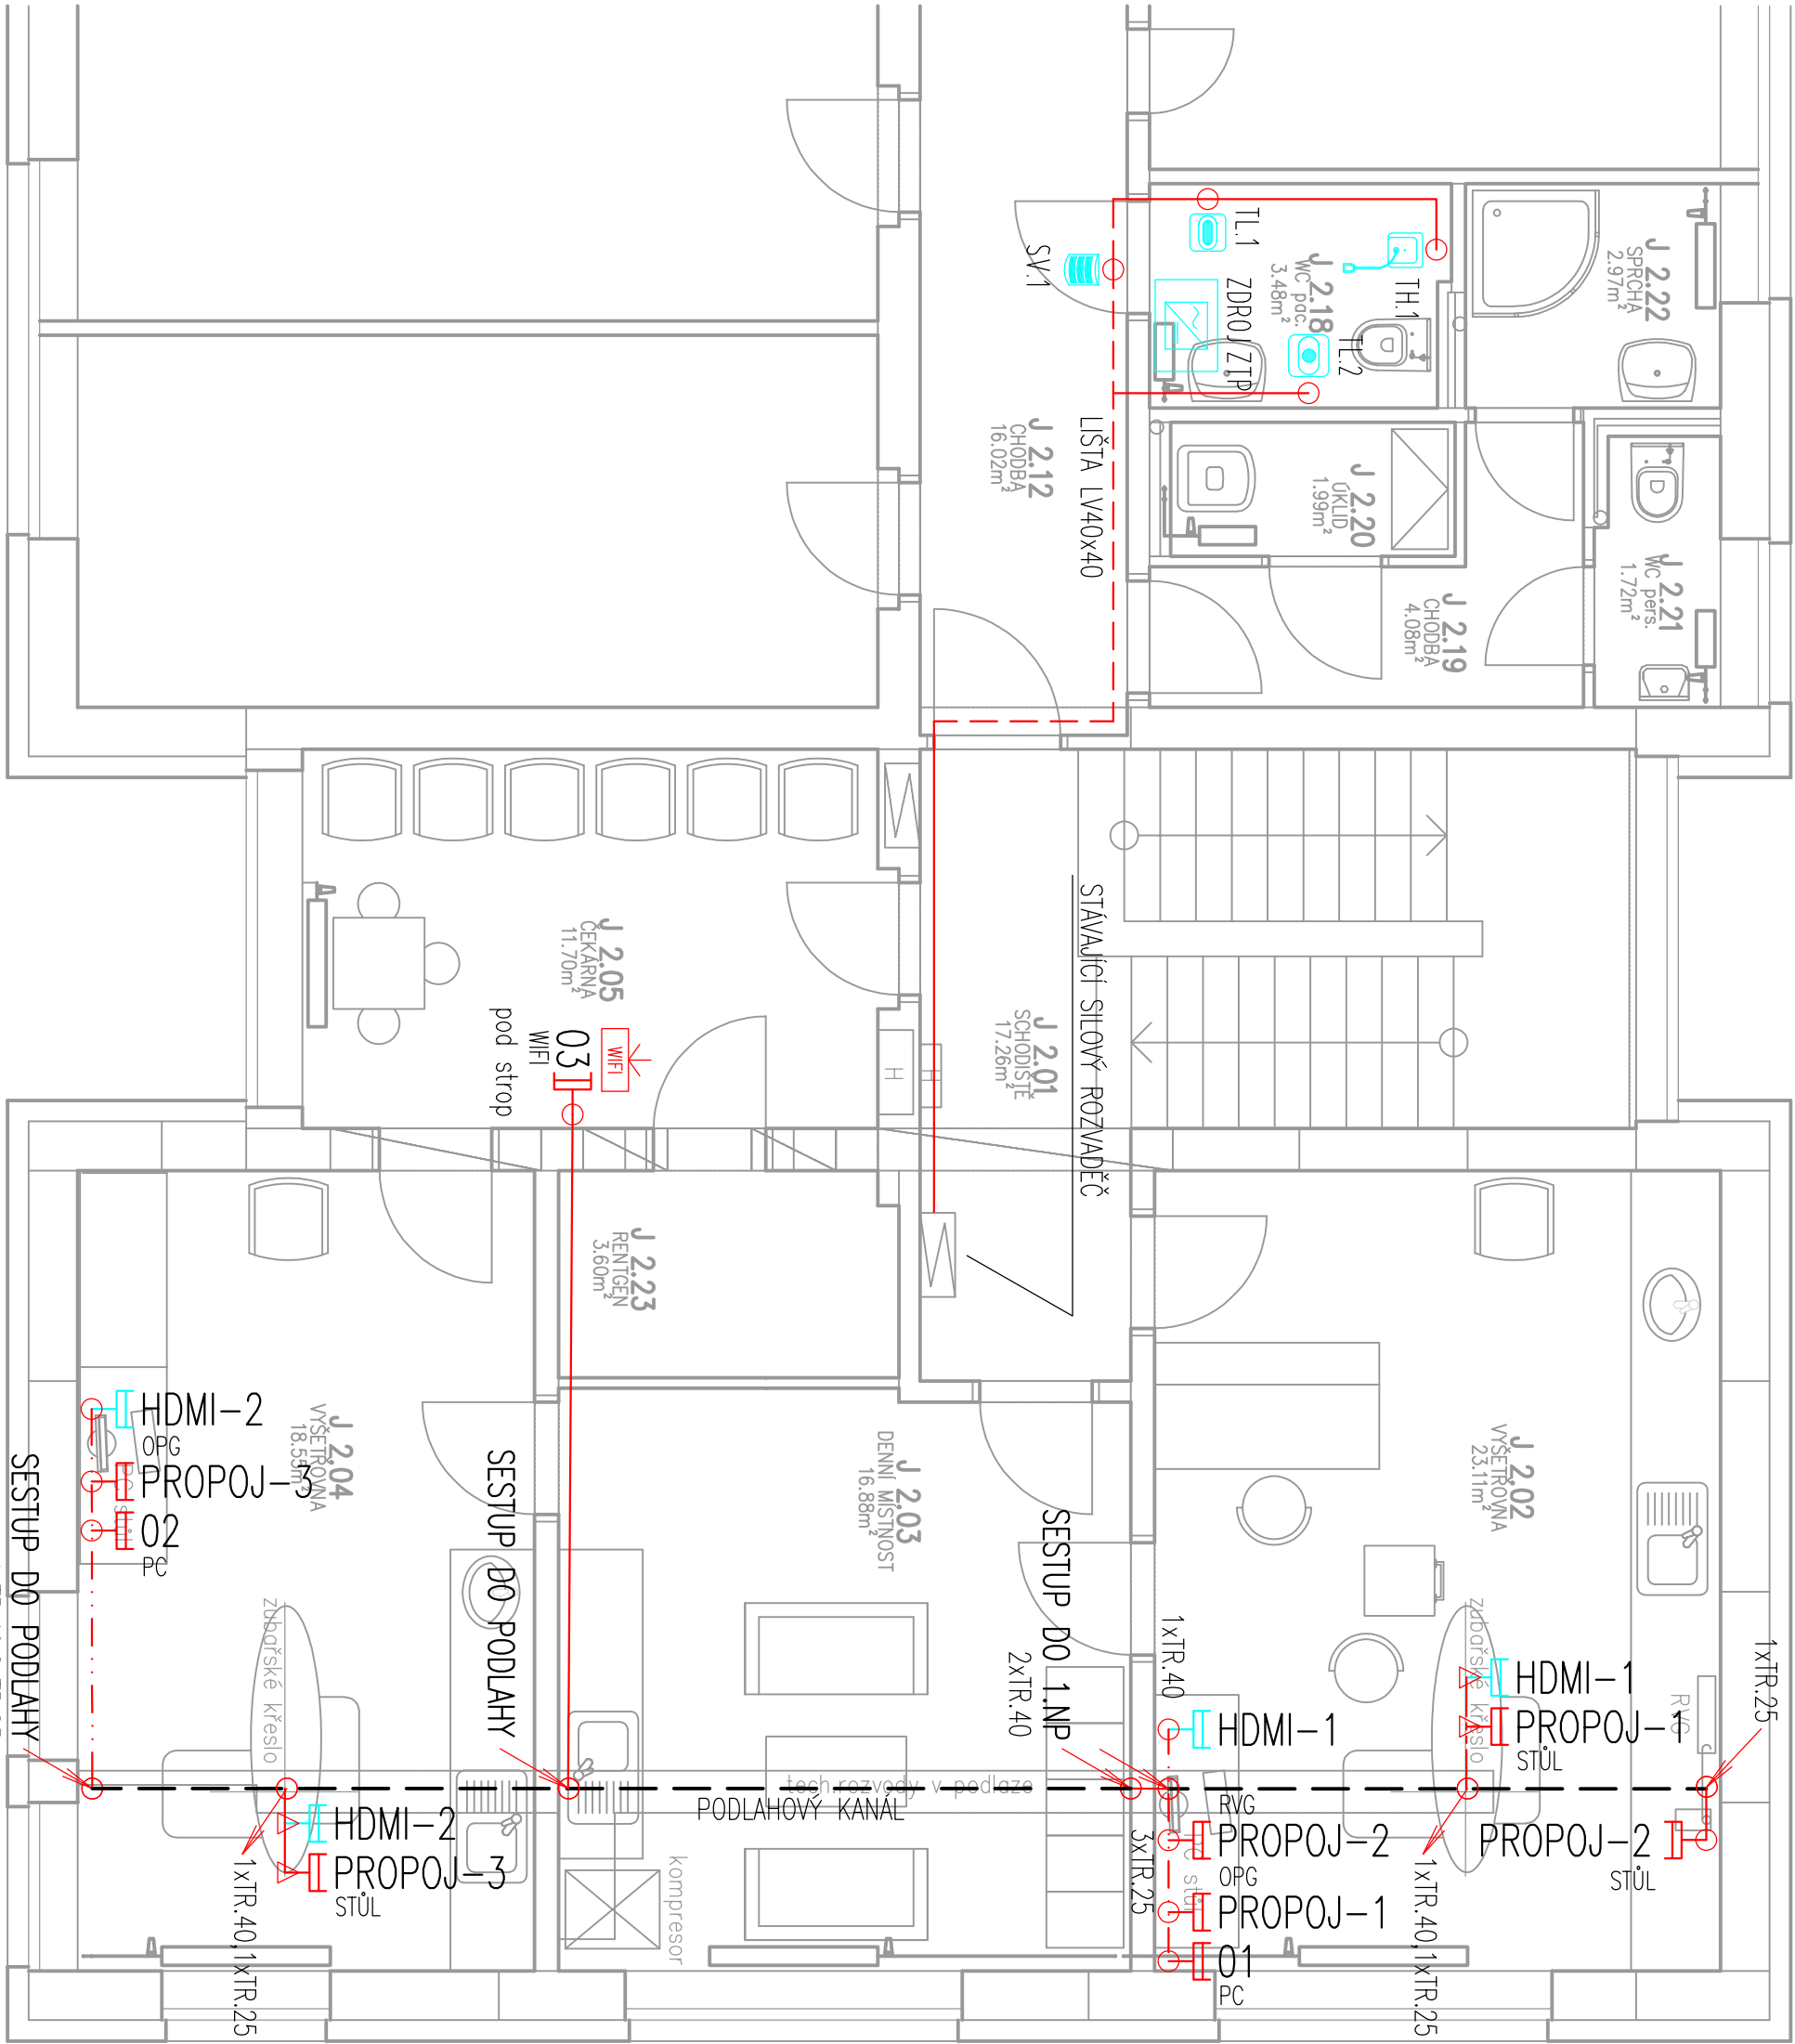 J 2.22
SPRCHA
2.97m²
TL.1
TH.1
J 2.18
WC pac.
3.48m²
SV.1
ZDROJ ZTP
TL.2
LIŠTA LV40x40
J 2.12
CHODBA
16.02m²
J 2.20
ÚKLID
1.99m²
J 2.21
WC pers.
1.72m²
J 2.19
CHODBA
4.08m²
STÁVAJÍCÍ SILOVÝ ROZVADĚČ
J 2.05
ČEKÁRNA
11.70m²
J 2.01
SCHODIŠTĚ
17.26m²
WIFI
03
WIFI
pod strop
H
H
J 2.23
RENTGEN
3.60m²
HDMI-2
OPG
PROPOJ-3
02
PC
J 2.04
VYŠETŘOVNA
18.55m²
SESTUP DO PODLAHY
SESTUP DO PODLAHY
J 2.03
DENNÍ MÍSTNOST
16.88m²
SESTUP DO 1.NP
2xTR.40
1xTR.40
J 2.02
VYŠETŘOVNA
23.11m²
zubařské křeslo
zubařské křeslo
HDMI-1
PROPOJ-1
STŮL
RVG
1xTR.25
HDMI-1
RVG
PROPOJ-2
OPG
PROPOJ-1
01
PC
stůl
3xTR.25
PROPOJ-2
STŮL
1xTR.40,1xTR.25
tech.rozvody v podlaze
PODLAHOVÝ KANÁL
kompresor
HDMI-2
PROPOJ-3
STŮL
1xTR.40,1xTR.25